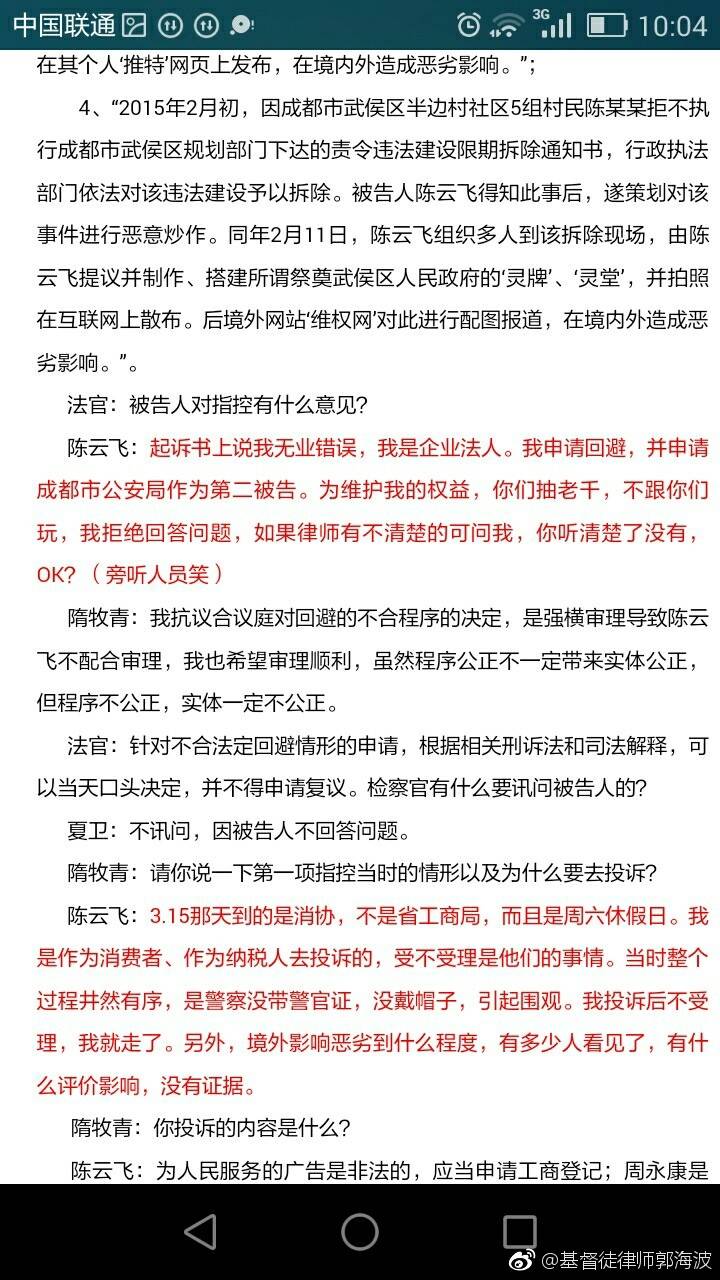 中国联通 3G 10:04
在其个人‘推特’网页上发布，在境内外造成恶劣影响。”；
4、“2015年2月初，因成都市武侯区半边村社区5组村民陈某某拒不执
行成都市武侯区规划部门下达的责令违法建设限期拆除通知书，行政执法
部门依法对该违法建设予以拆除。被告人陈云飞得知此事后，遂策划对该
事件进行恶意炒作。同年2月11日，陈云飞组织多人到该拆除现场，由陈
云飞提议并制作、搭建所谓祭奠武侯区人民政府的‘灵牌’、‘灵堂’，并拍照
在互联网上散布。后境外网站‘维权网’对此进行配图报道，在境内外造成恶
劣影响。”。
法官：被告人对指控有什么意见？
陈云飞：起诉书上说我无业错误，我是企业法人。我申请回避，并申请
成都市公安局作为第二被告。为维护我的权益，你们抽老千，不跟你们
玩，我拒绝回答问题，如果律师有不清楚的可问我，你听清楚了没有，
OK？（旁听人员笑）
隋牧青：我抗议合议庭对回避的不合程序的决定，是强横审理导致陈云
飞不配合审理，我也希望审理顺利，虽然程序公正不一定带来实体公正，
但程序不公正，实体一定不公正。
法官：针对不合法定回避情形的申请，根据相关刑诉法和司法解释，可
以当天口头决定，并不得申请复议。检察官有什么要讯问被告人的？
夏卫：不讯问，因被告人不回答问题。
隋牧青：请你说一下第一项指控当时的情形以及为什么要去投诉？
陈云飞：3.15那天到的是消协，不是省工商局，而且是周六休假日。我
是作为消费者、作为纳税人去投诉的，受不受理是他们的事情。当时整个
过程井然有序，是警察没带警官证，没戴帽子，引起围观。我投诉后不受
理，我就走了。另外，境外影响恶劣到什么程度，有多少人看见了，有什
么评价影响，没有证据。
隋牧青：你投诉的内容是什么？
陈云飞：为人民服务的广告是非法的，应当申请工商登记；周永康是
@基督徒律师郭海波